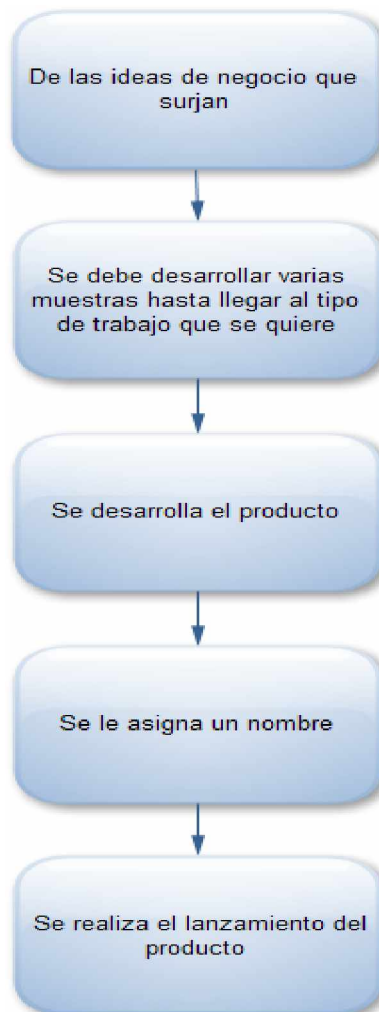 De las ideas de negocio que
surjan
Se debe desarrollar varias
muestras hasta llegar al tipo
de trabajo que se quiere
Se desarrolla el producto
Se le asigna un nombre
Se realiza el lanzamiento del
producto